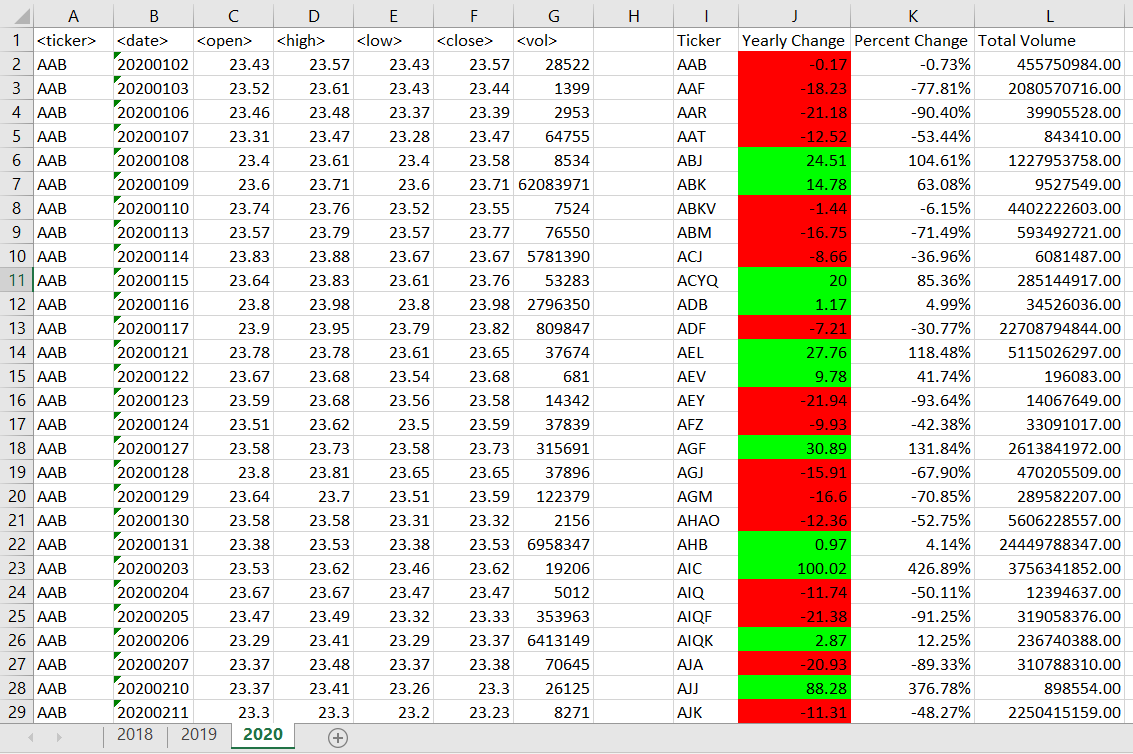 A B C D E F G H I J K L
1 <ticker> <date> <open> <high> <low> <close> <vol> Ticker Yearly Change Percent Change Total Volume
2 AAB 20200102 23.43 23.57 23.43 23.57 28522 AAB -0.17 -0.73% 455750984.00
3 AAB 20200103 23.52 23.61 23.43 23.44 1399 AAF -18.23 -77.81% 2080570716.00
4 AAB 20200106 23.46 23.48 23.37 23.39 2953 AAR -21.18 -90.40% 39905528.00
5 AAB 20200107 23.31 23.47 23.28 23.47 64755 AAT -12.52 -53.44% 843410.00
6 AAB 20200108 23.4 23.61 23.4 23.58 8534 ABJ 24.51 104.61% 1227953758.00
7 AAB 20200109 23.6 23.71 23.6 23.71 62083971 ABK 14.78 63.08% 9527549.00
8 AAB 20200110 23.74 23.76 23.52 23.55 7524 ABKV -1.44 -6.15% 4402222603.00
9 AAB 20200113 23.57 23.79 23.57 23.77 76550 ABM -16.75 -71.49% 593492721.00
10 AAB 20200114 23.83 23.88 23.67 23.67 5781390 ACJ -8.66 -36.96% 6081487.00
11 AAB 20200115 23.64 23.83 23.61 23.76 53283 ACYQ 20 85.36% 285144917.00
12 AAB 20200116 23.8 23.98 23.8 23.98 2796350 ADB 1.17 4.99% 34526036.00
13 AAB 20200117 23.9 23.95 23.79 23.82 809847 ADF -7.21 -30.77% 22708794844.00
14 AAB 20200121 23.78 23.78 23.61 23.65 37674 AEL 27.76 118.48% 5115026297.00
15 AAB 20200122 23.67 23.68 23.54 23.68 681 AEV 9.78 41.74% 196083.00
16 AAB 20200123 23.59 23.68 23.56 23.58 14342 AEY -21.94 -93.64% 14067649.00
17 AAB 20200124 23.51 23.62 23.5 23.59 37839 AFZ -9.93 -42.38% 33091017.00
18 AAB 20200127 23.58 23.73 23.58 23.73 315691 AGF 30.89 131.84% 2613841972.00
19 AAB 20200128 23.8 23.81 23.65 23.65 37896 AGJ -15.91 -67.90% 470205509.00
20 AAB 20200129 23.64 23.7 23.51 23.59 122379 AGM -16.6 -70.85% 289582207.00
21 AAB 20200130 23.58 23.58 23.31 23.32 2156 AHAO -12.36 -52.75% 5606228557.00
22 AAB 20200131 23.38 23.53 23.38 23.53 6958347 AHB 0.97 4.14% 24449788347.00
23 AAB 20200203 23.53 23.62 23.46 23.62 19206 AIC 100.02 426.89% 3756341852.00
24 AAB 20200204 23.67 23.67 23.47 23.47 5012 AIQ -11.74 -50.11% 12394637.00
25 AAB 20200205 23.47 23.49 23.32 23.33 353963 AIQF -21.38 -91.25% 319058376.00
26 AAB 20200206 23.29 23.41 23.29 23.37 6413149 AIQK 2.87 12.25% 236740388.00
27 AAB 20200207 23.37 23.48 23.37 23.38 70645 AJA -20.93 -89.33% 310788310.00
28 AAB 20200210 23.37 23.41 23.26 23.3 26125 AJJ 88.28 376.78% 898554.00
29 AAB 20200211 23.3 23.3 23.2 23.23 8271 AJK -11.31 -48.27% 2250415159.00
2018 2019 2020